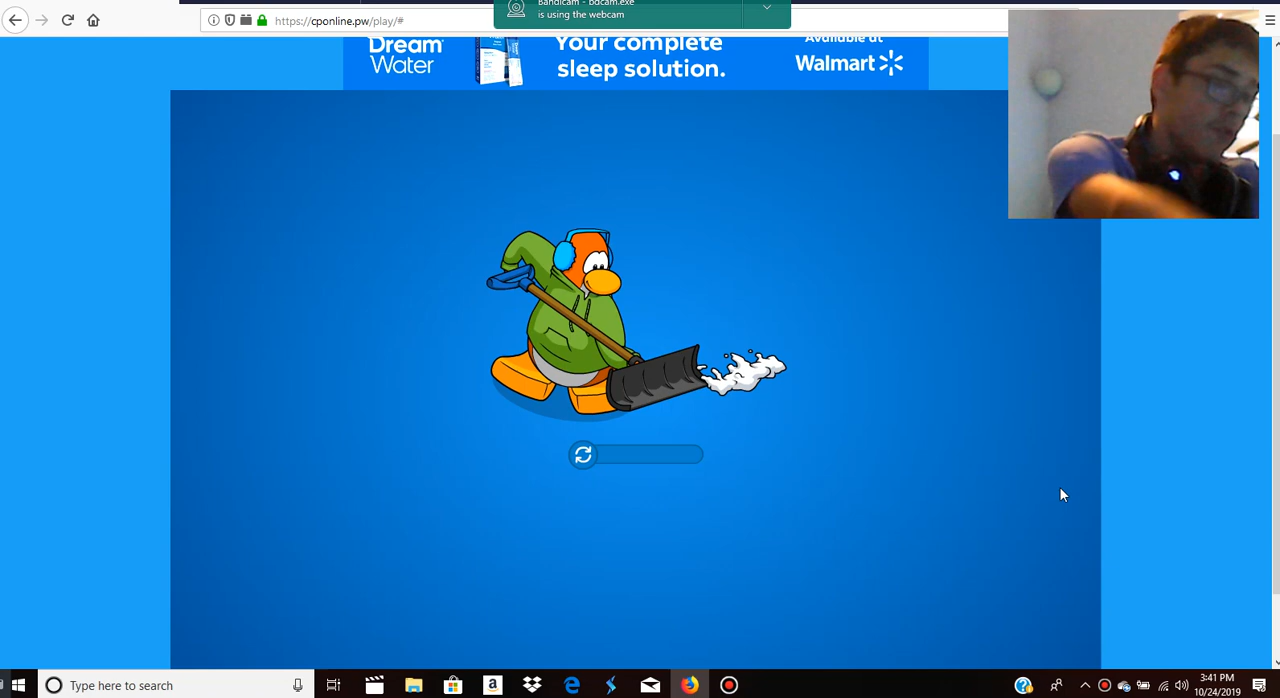 Bandicam - bdcam.exe
is using the webcam
https://cponline.pw/play/#
Dream
Water
Your complete
sleep solution.
Available at
Walmart
Type here to search
3:41 PM
10/24/2019